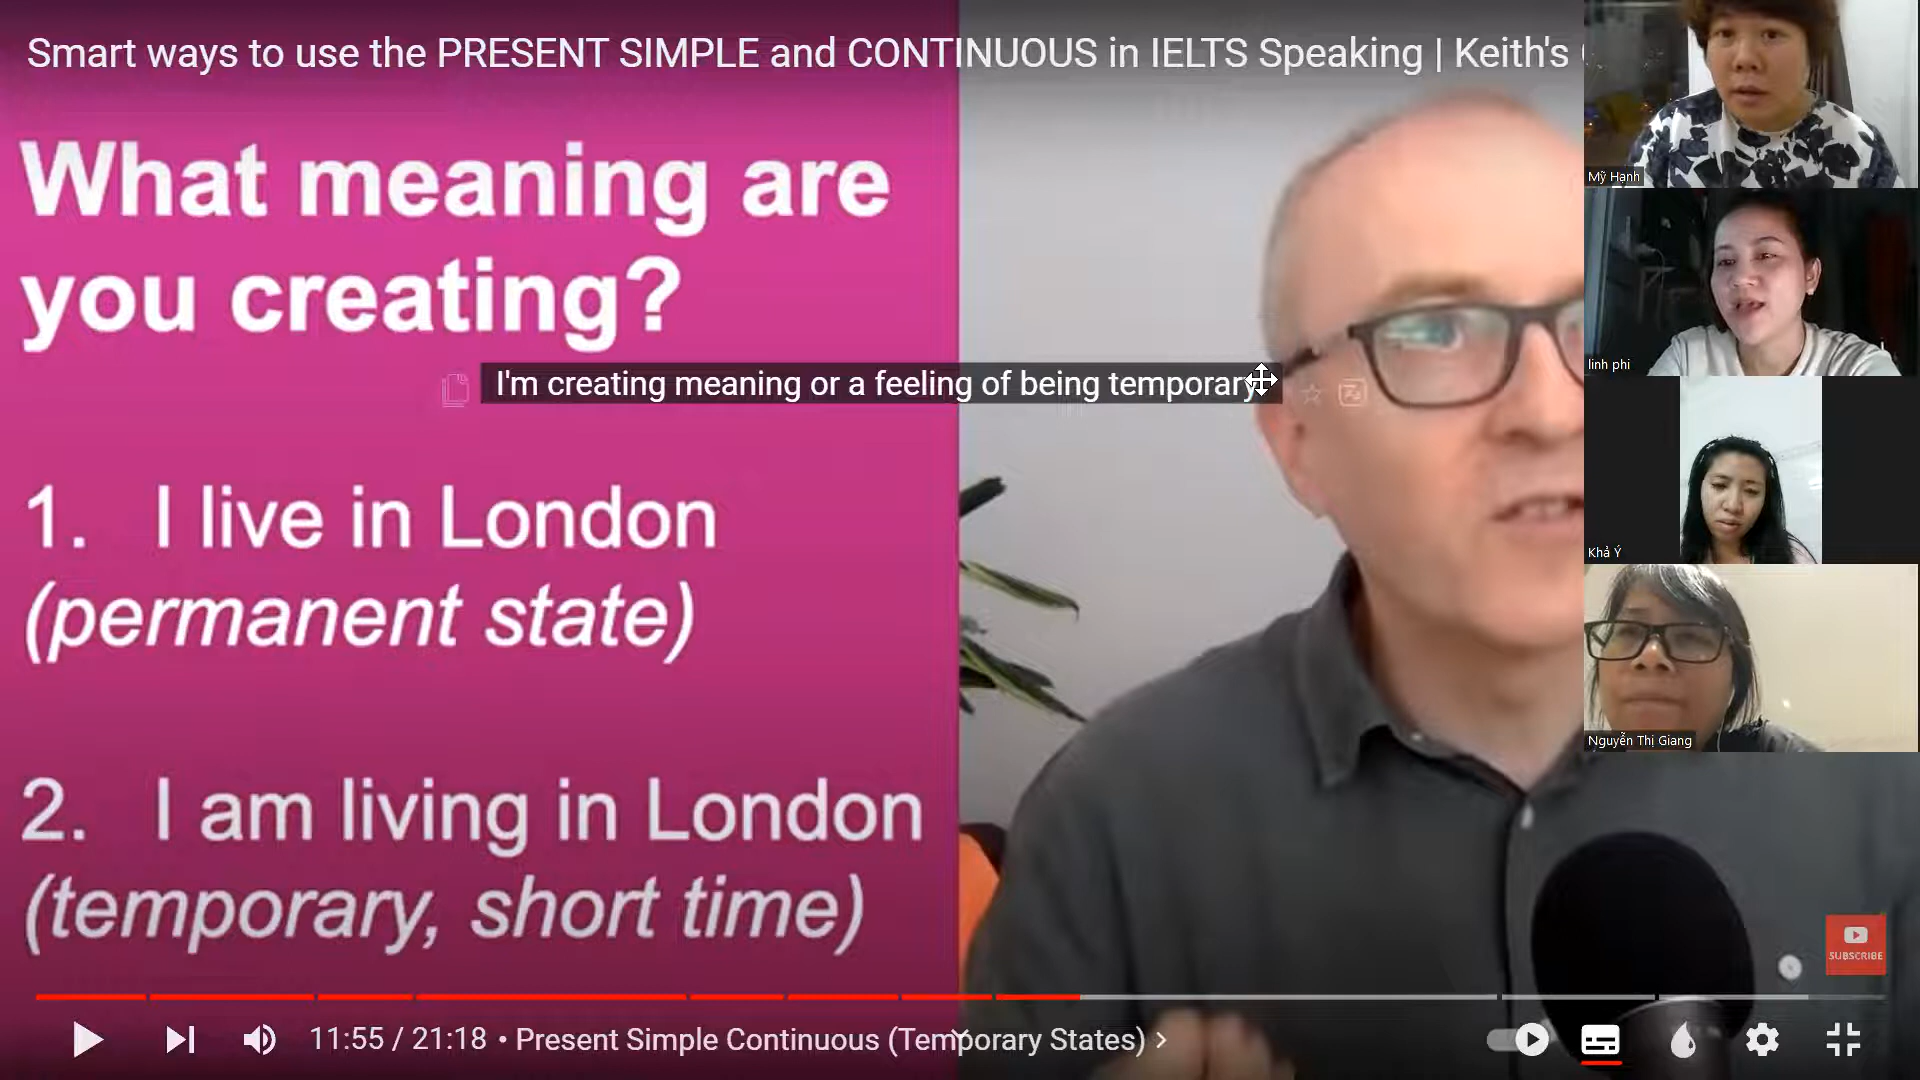 Smart ways to use the PRESENT SIMPLE and CONTINUOUS in IELTS Speaking | Keith's
What meaning are
you creating?
I'm creating meaning or a feeling of being temporary
1. I live in London
(permanent state)
2. I am living in London
(temporary, short time)
Mỹ Hạnh
linh phi
Khả Ý
Nguyễn Thị Giang
SUBSCRIBE
11:55 / 21:18 • Present Simple Continuous (Temporary States) >